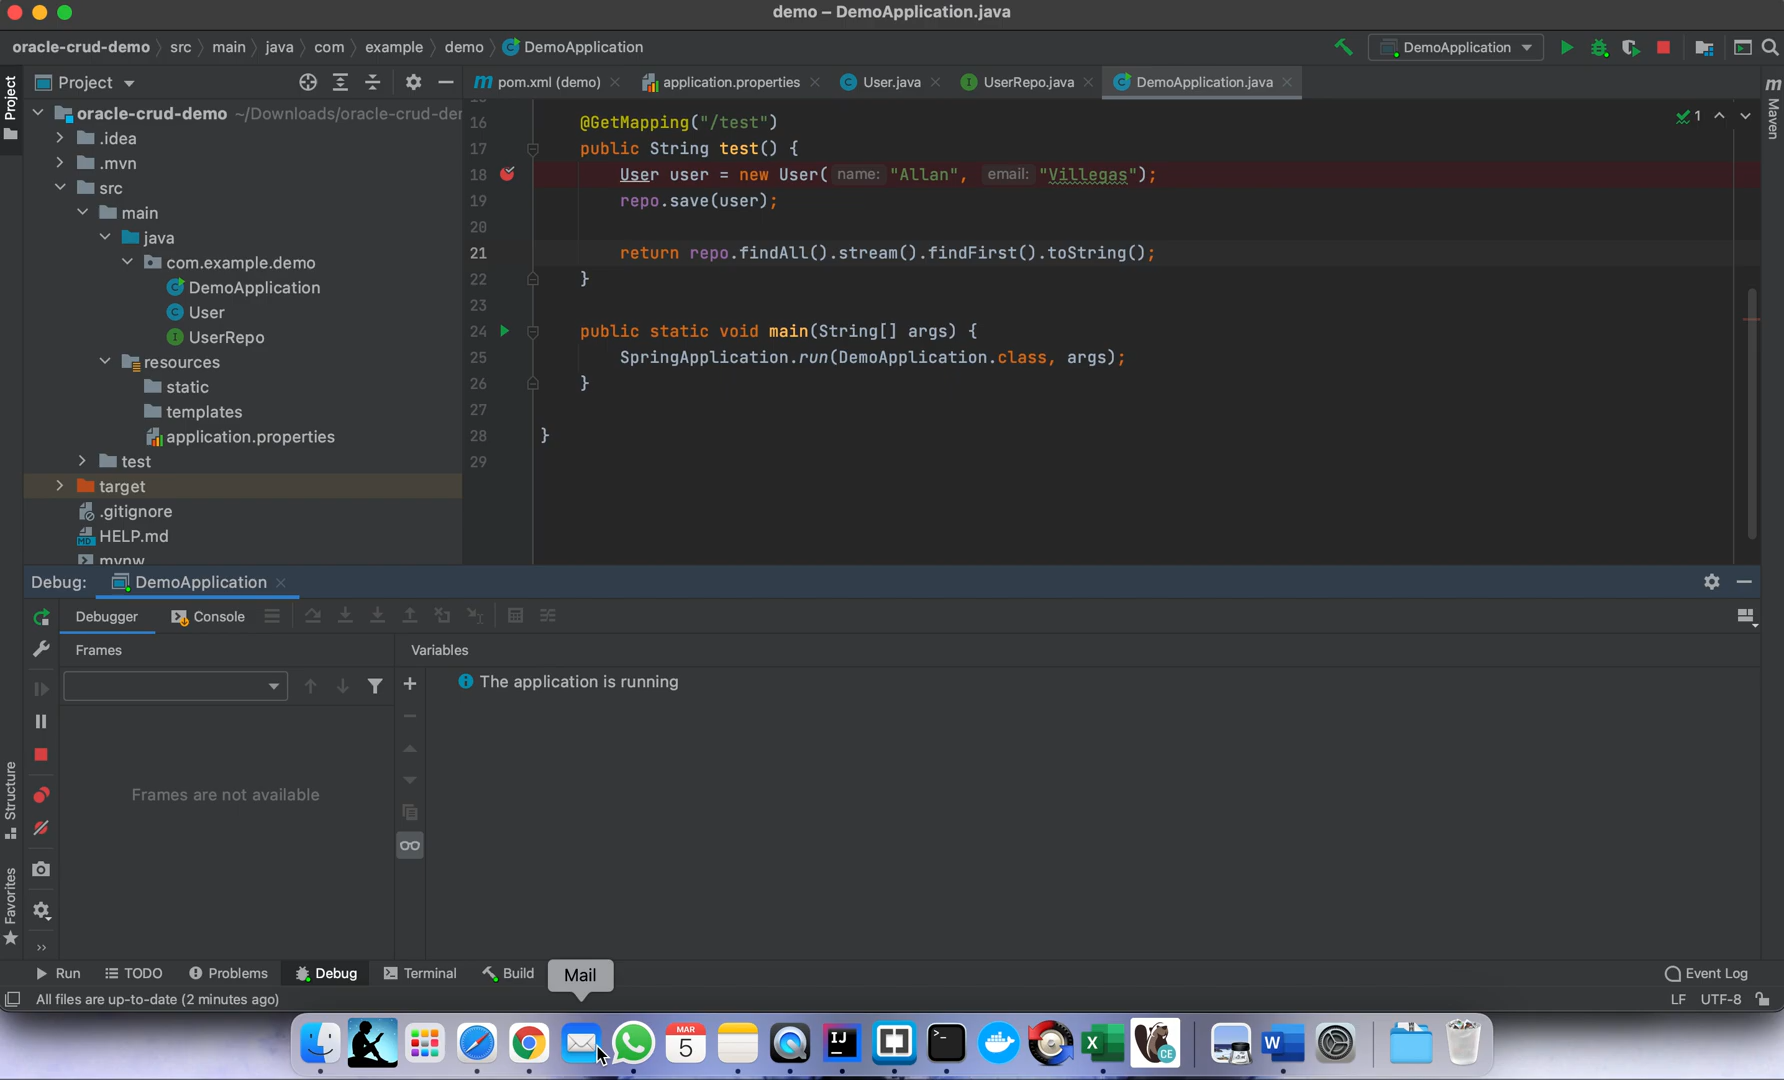 demo – DemoApplication.java
oracle-crud-demo src main java com example demo DemoApplication
DemoApplication
Project
pom.xml (demo) application.properties User.java UserRepo.java DemoApplication.java
Project
Maven
oracle-crud-demo ~/Downloads/oracle-crud-der
.idea
.mvn
src
main
java
com.example.demo
DemoApplication
User
UserRepo
resources
static
templates
application.properties
test
target
.gitignore
HELP.md
mvnw
1
16 @GetMapping("/test")
17 public String test() {
18 User user = new User( name: "Allan", email: "Villegas");
19 repo.save(user);
20
21 return repo.findAll().stream().findFirst().toString();
22 }
23
24 public static void main(String[] args) {
25 SpringApplication.run(DemoApplication.class, args);
26 }
27
28 }
29
Debug: DemoApplication
Debugger Console
Frames Variables
The application is running
Frames are not available
Structure
Favorites
Run TODO Problems Debug Terminal Build Event Log
Mail
All files are up-to-date (2 minutes ago) LF UTF-8
MAR
5
IJ
X
CE
W